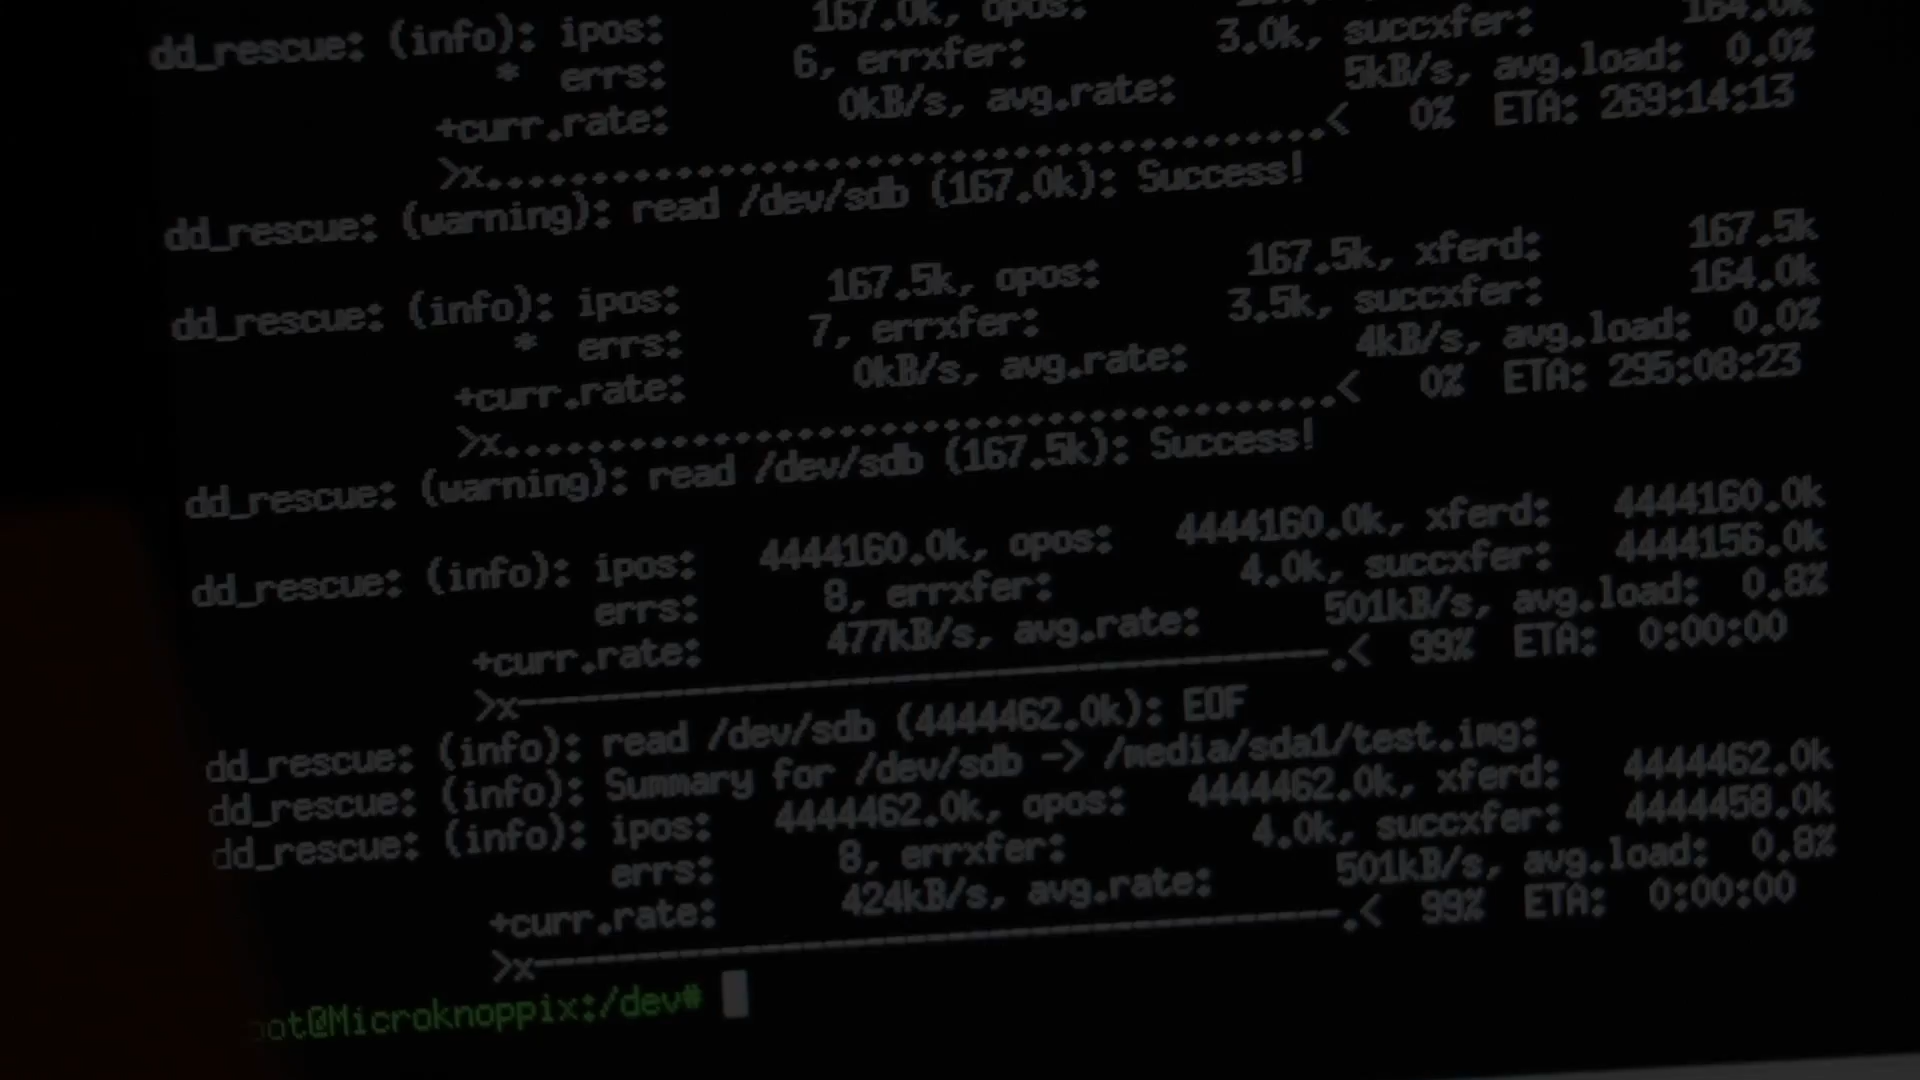 dd_rescue: (info): ipos: 167.0k, opos:
* errs: 6, errxfer: 3.0k, succxfer: 164.0k
+curr.rate: 0kB/s, avg.rate: 5kB/s, avg.load: 0.0%
>x.........................................< 0% ETA: 269:14:13
dd_rescue: (warning): read /dev/sdb (167.0k): Success!
dd_rescue: (info): ipos: 167.5k, opos: 167.5k, xferd: 167.5k
* errs: 7, errxfer: 3.5k, succxfer: 164.0k
+curr.rate: 0kB/s, avg.rate: 4kB/s, avg.load: 0.0%
>x.........................................< 0% ETA: 295:08:23
dd_rescue: (warning): read /dev/sdb (167.5k): Success!
dd_rescue: (info): ipos: 4444160.0k, opos: 4444160.0k, xferd: 4444160.0k
errs: 8, errxfer: 4.0k, succxfer: 4444156.0k
+curr.rate: 477kB/s, avg.rate: 501kB/s, avg.load: 0.8%
>x----------------------------------------.< 99% ETA: 0:00:00
dd_rescue: (info): read /dev/sdb (4444462.0k): EOF
dd_rescue: (info): Summary for /dev/sdb -> /media/sda1/test.img:
dd_rescue: (info): ipos: 4444462.0k, opos: 4444462.0k, xferd: 4444462.0k
errs: 8, errxfer: 4.0k, succxfer: 4444458.0k
+curr.rate: 424kB/s, avg.rate: 501kB/s, avg.load: 0.8%
>x----------------------------------------.< 99% ETA: 0:00:00
oot@Microknoppix:/dev#